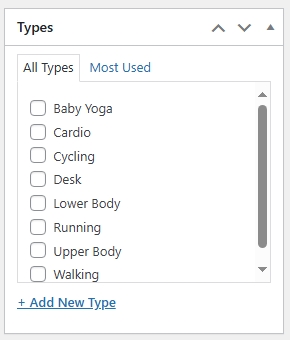 Types
All Types Most Used
Baby Yoga
Cardio
Cycling
Desk
Lower Body
Running
Upper Body
Walking
+ Add New Type